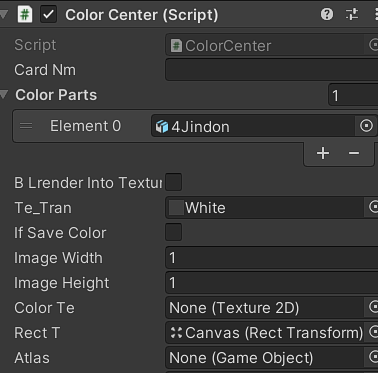 Color Center (Script)
Script ColorCenter
Card Nm
Color Parts 1
Element 0 4Jindon
B Lrender Into Textur
Te_Tran White
If Save Color
Image Width 1
Image Height 1
Color Te None (Texture 2D)
Rect T Canvas (Rect Transform)
Atlas None (Game Object)